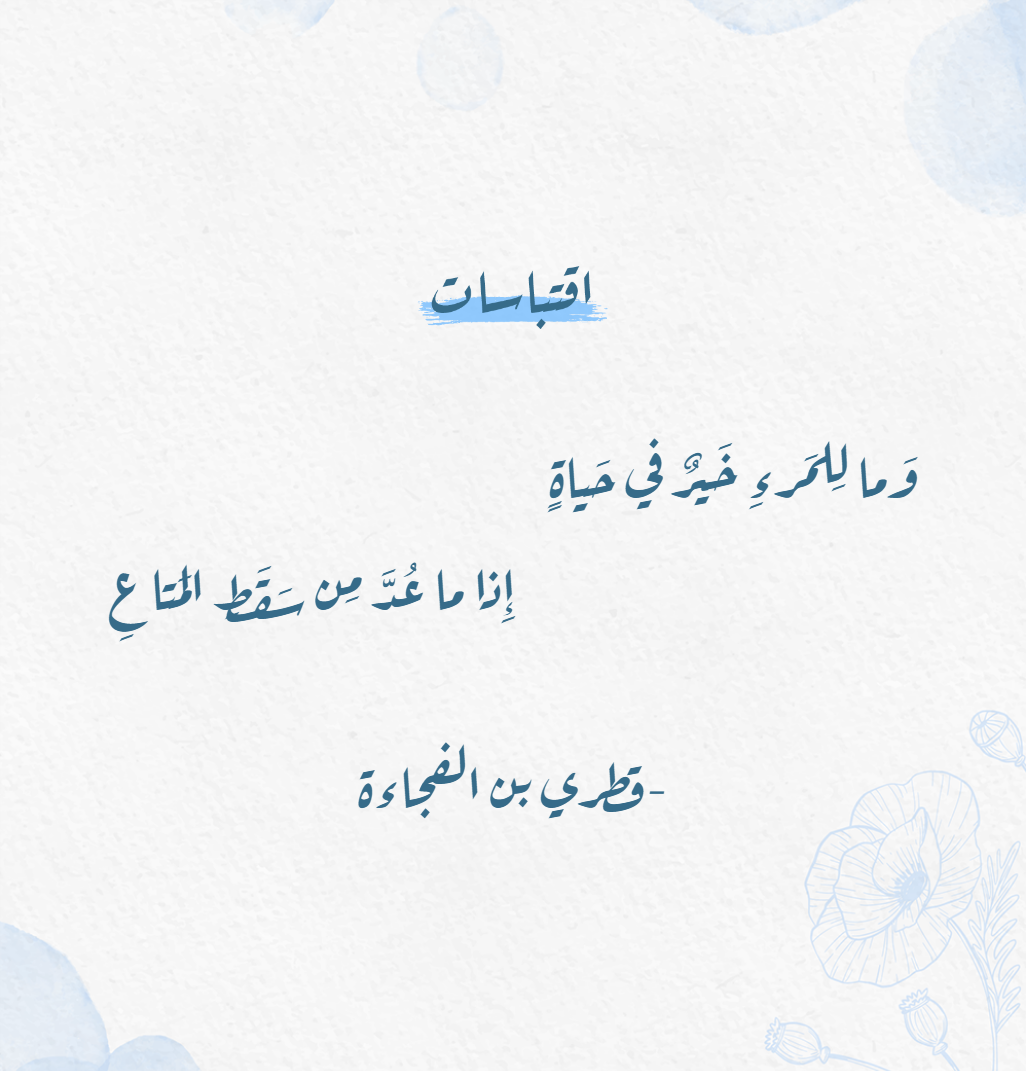 اقتباسات
وَما لِلمَرءِ خَيرٌ في حَياةٍ
إِذا ما عُدَّ مِن سَقَطِ المَتاعِ
-قطري بن الفجاءة